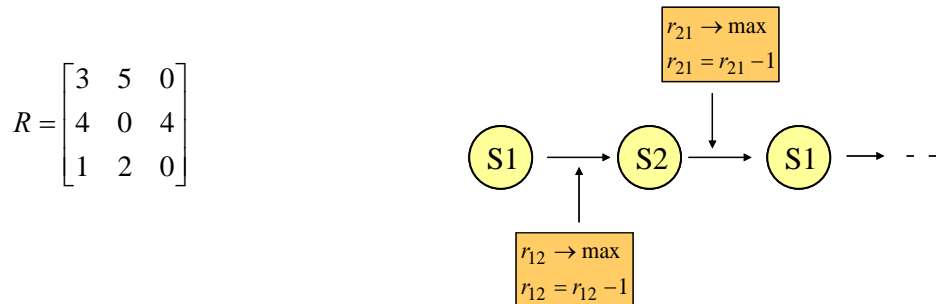 r21 → max
r21 = r21 −1
R = [3 5 0
4 0 4
1 2 0]
S1 S2 S1
r12 → max
r12 = r12 −1